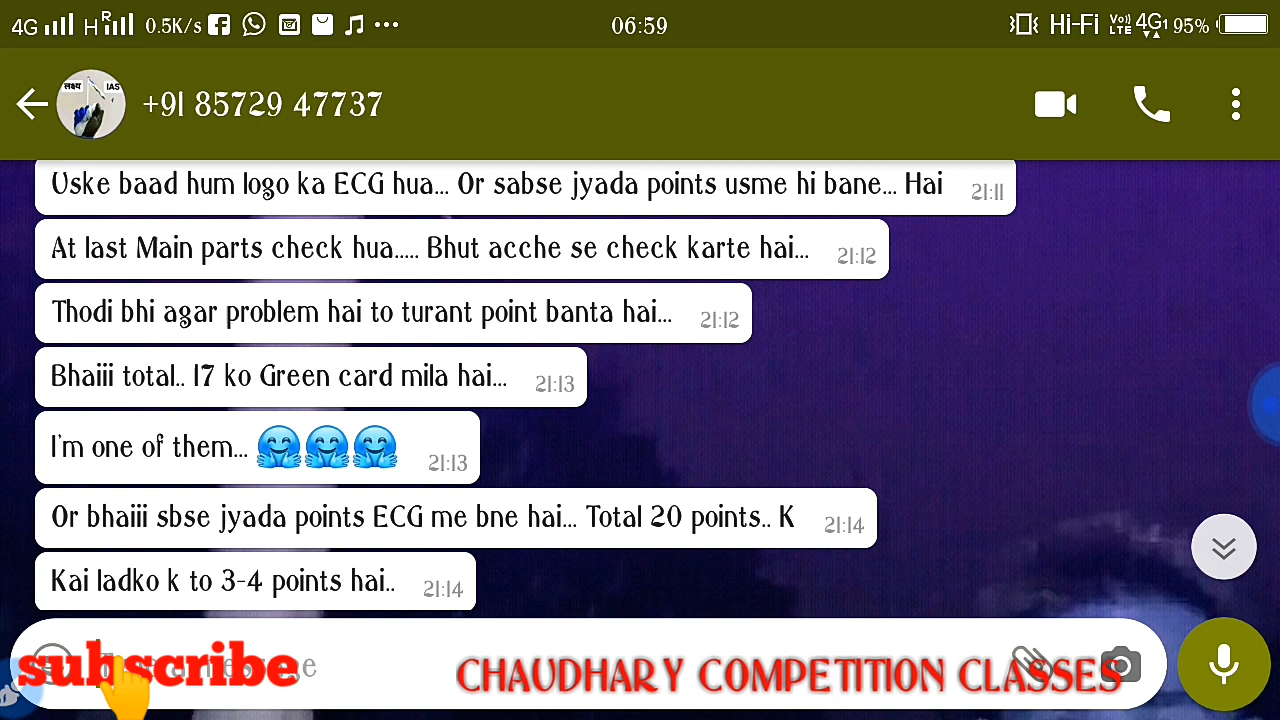 4G H R 0.5K/s 06:59 Hi-Fi Vo)) LTE 4G1 95%
लक्ष्य IAS
+91 85729 47737
Uske baad hum logo ka ECG hua... Or sabse jyada points usme hi bane... Hai 21:11
At last Main parts check hua..... Bhut acche se check karte hai... 21:12
Thodi bhi agar problem hai to turant point banta hai... 21:12
Bhaiii total.. 17 ko Green card mila hai... 21:13
I'm one of them... 🤗🤗🤗 21:13
Or bhaiii sbse jyada points ECG me bne hai... Total 20 points.. K 21:14
Kai ladko k to 3-4 points hai.. 21:14
subscribe
CHAUDHARY COMPETITION CLASSES